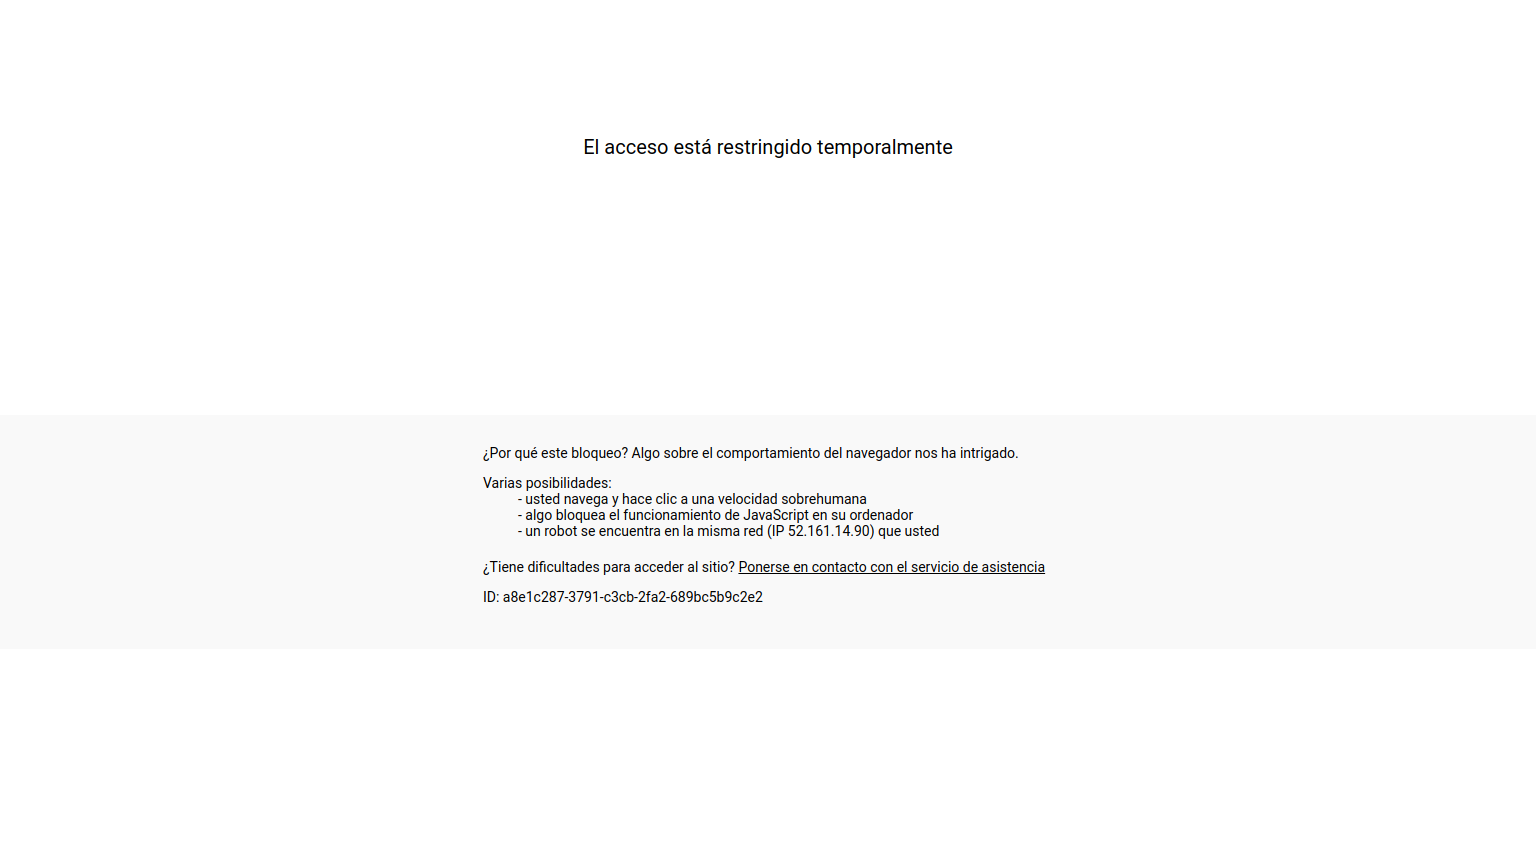 El acceso está restringido temporalmente
¿Por qué este bloqueo? Algo sobre el comportamiento del navegador nos ha intrigado.
Varias posibilidades:
- usted navega y hace clic a una velocidad sobrehumana
- algo bloquea el funcionamiento de JavaScript en su ordenador
- un robot se encuentra en la misma red (IP 52.161.14.90) que usted
¿Tiene dificultades para acceder al sitio? Ponerse en contacto con el servicio de asistencia
ID: a8e1c287-3791-c3cb-2fa2-689bc5b9c2e2